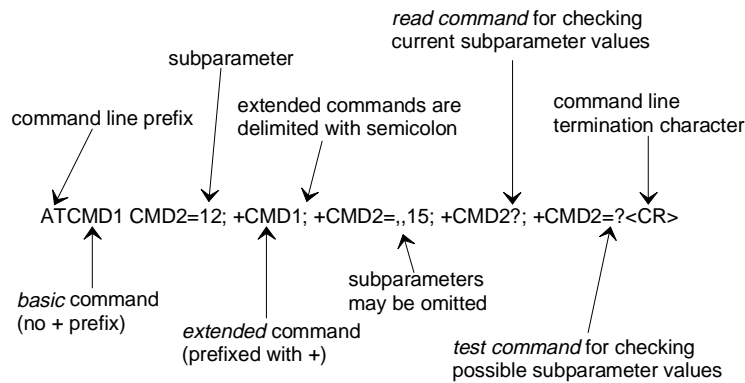 read command for checking
current subparameter values
subparameter
extended commands are
delimited with semicolon
command line
termination character
command line prefix
ATCMD1 CMD2=12; +CMD1; +CMD2=,,15; +CMD2?; +CMD2=?<CR>
basic command
(no + prefix)
extended command
(prefixed with +)
subparameters
may be omitted
test command for checking
possible subparameter values